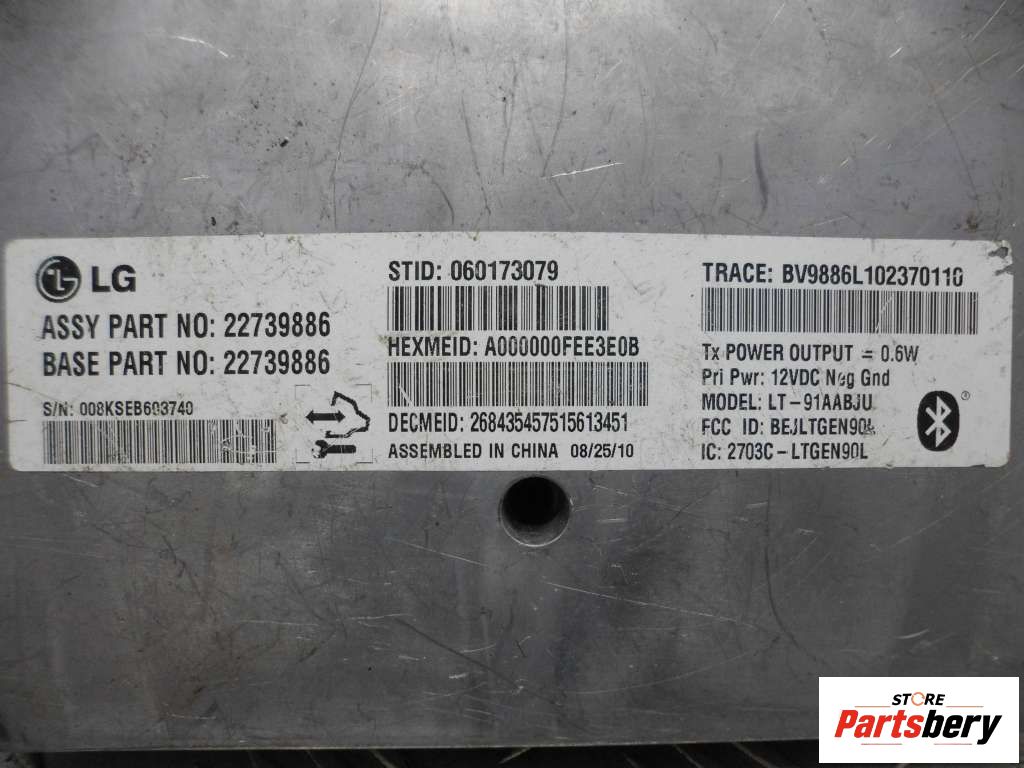 LG
ASSY PART NO: 22739886
BASE PART NO: 22739886
S/N: 008KSEB603740
STID: 060173079
HEXMEID: A000000FEE3E0B
DECMEID: 268435457515613451
ASSEMBLED IN CHINA 08/25/10
TRACE: BV9886L102370110
Tx POWER OUTPUT = 0.6W
Pri Pwr: 12VDC Neg Gnd
MODEL: LT-91AABJU
FCC ID: BEJLTGEN90L
IC: 2703C-LTGEN90L
®
STORE
Partsbery